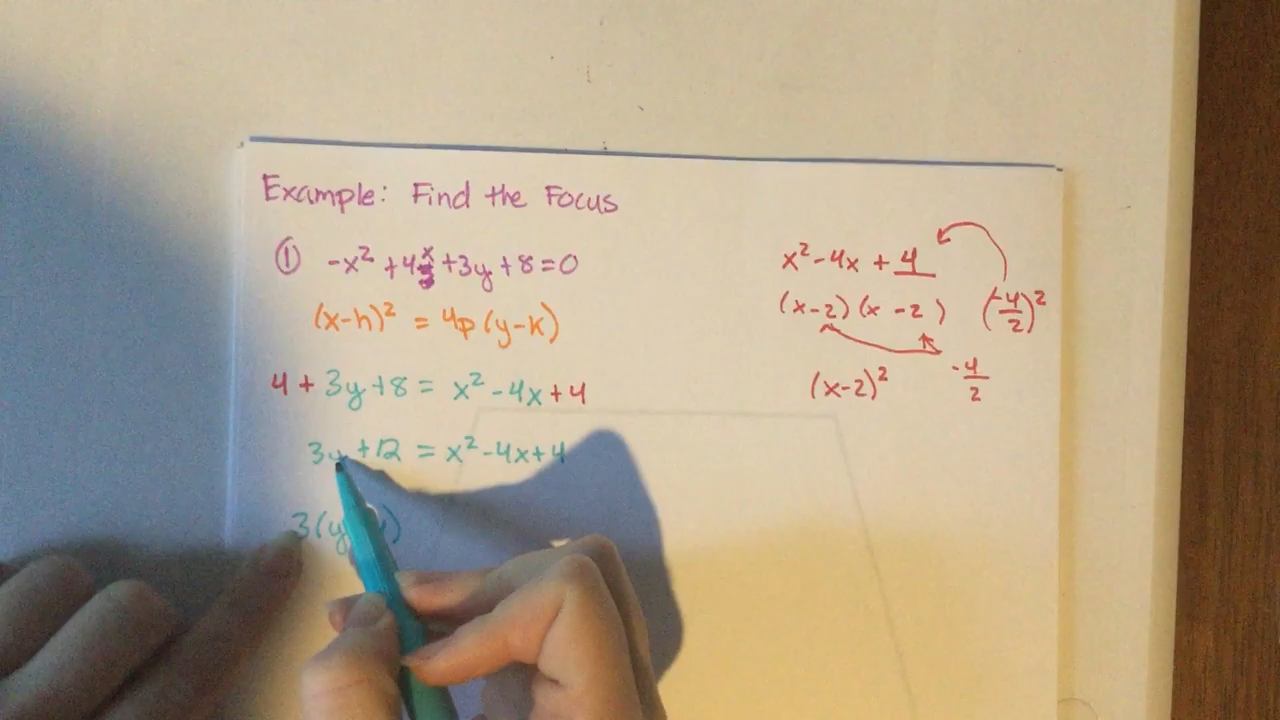 Example: Find the Focus
① -x² + 4x + 3y + 8 = 0
(x-h)² = 4p(y-k)
4 + 3y + 8 = x² - 4x + 4
3y + 12 = x² - 4x + 4
3(y
x² - 4x + 4
(x-2)(x-2) (-4/2)²
-4/2
(x-2)²